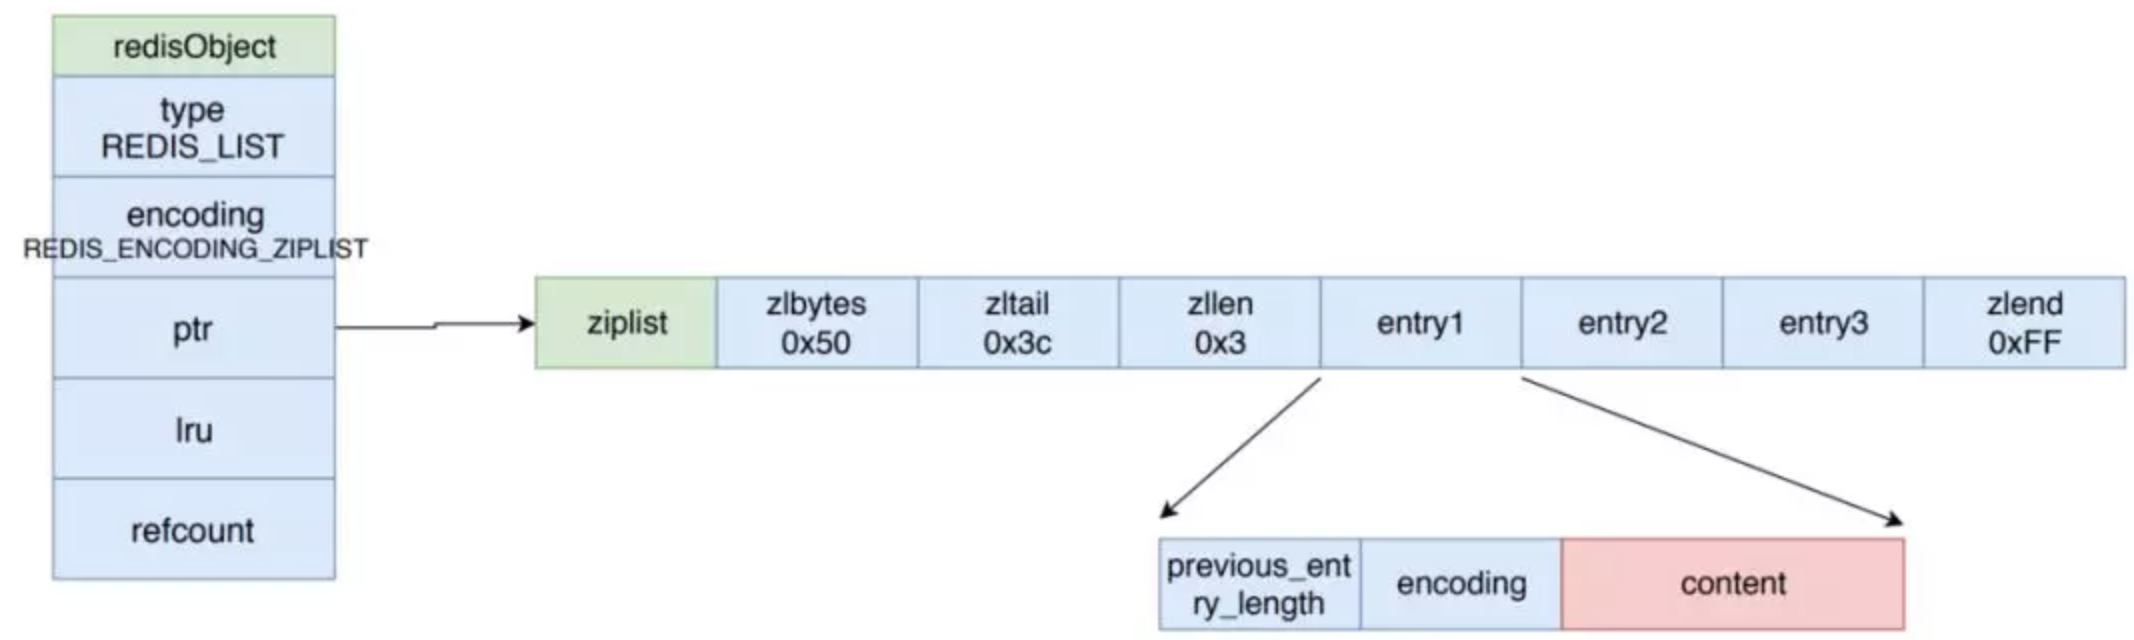 redisObject
type
REDIS_LIST
encoding
REDIS_ENCODING_ZIPLIST
ptr
lru
refcount
ziplist
zlbytes
0x50
zltail
0x3c
zllen
0x3
entry1
entry2
entry3
zlend
0xFF
previous_ent
ry_length
encoding
content